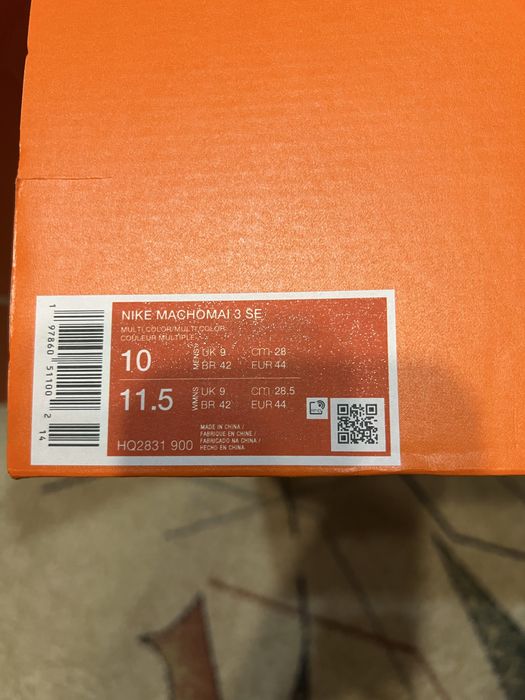 NIKE MACHOMAI 3 SE
MULTI COLOR/MULTI COLOR
COULEUR MULTIPLE
10 MENS UK 9 cm 28
BR 42 EUR 44
11.5 WMNS UK 9 cm 28.5
BR 42 EUR 44
HQ2831 900
MADE IN CHINA /
FABRIQUE EN CHINE /
FABRICADO NA CHINA /
HECHO EN CHINA
1 97860 51100 2 14